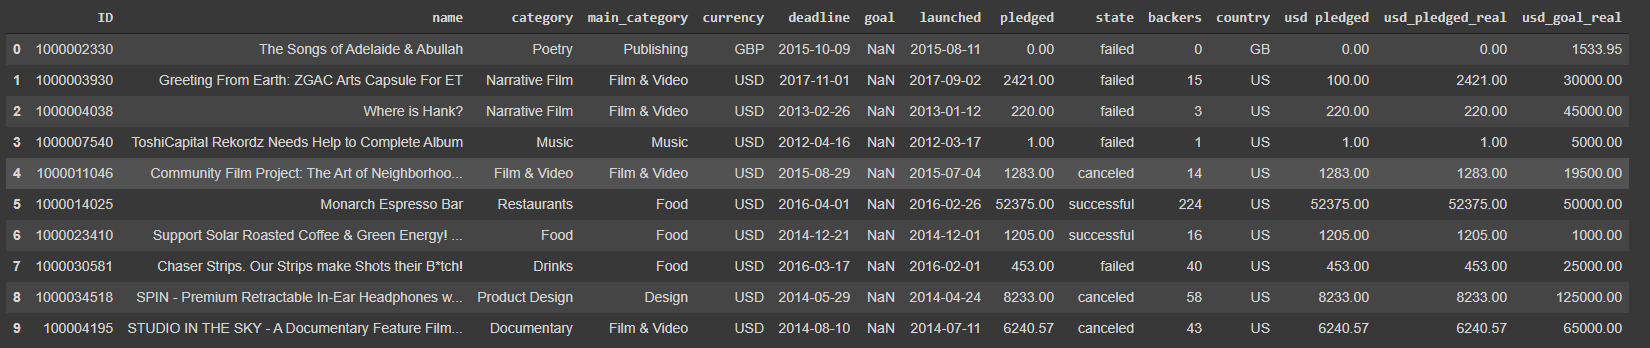 ID name category main_category currency deadline goal launched pledged state backers country usd pledged usd_pledged_real usd_goal_real
0 1000002330 The Songs of Adelaide & Abullah Poetry Publishing GBP 2015-10-09 NaN 2015-08-11 0.00 failed 0 GB 0.00 0.00 1533.95
1 1000003930 Greeting From Earth: ZGAC Arts Capsule For ET Narrative Film Film & Video USD 2017-11-01 NaN 2017-09-02 2421.00 failed 15 US 100.00 2421.00 30000.00
2 1000004038 Where is Hank? Narrative Film Film & Video USD 2013-02-26 NaN 2013-01-12 220.00 failed 3 US 220.00 220.00 45000.00
3 1000007540 ToshiCapital Rekordz Needs Help to Complete Album Music Music USD 2012-04-16 NaN 2012-03-17 1.00 failed 1 US 1.00 1.00 5000.00
4 1000011046 Community Film Project: The Art of Neighborhoo... Film & Video Film & Video USD 2015-08-29 NaN 2015-07-04 1283.00 canceled 14 US 1283.00 1283.00 19500.00
5 1000014025 Monarch Espresso Bar Restaurants Food USD 2016-04-01 NaN 2016-02-26 52375.00 successful 224 US 52375.00 52375.00 50000.00
6 1000023410 Support Solar Roasted Coffee & Green Energy! ... Food Food USD 2014-12-21 NaN 2014-12-01 1205.00 successful 16 US 1205.00 1205.00 1000.00
7 1000030581 Chaser Strips. Our Strips make Shots their B*tch! Drinks Food USD 2016-03-17 NaN 2016-02-01 453.00 failed 40 US 453.00 453.00 25000.00
8 1000034518 SPIN - Premium Retractable In-Ear Headphones w... Product Design Design USD 2014-05-29 NaN 2014-04-24 8233.00 canceled 58 US 8233.00 8233.00 125000.00
9 100004195 STUDIO IN THE SKY - A Documentary Feature Film... Documentary Film & Video USD 2014-08-10 NaN 2014-07-11 6240.57 canceled 43 US 6240.57 6240.57 65000.00